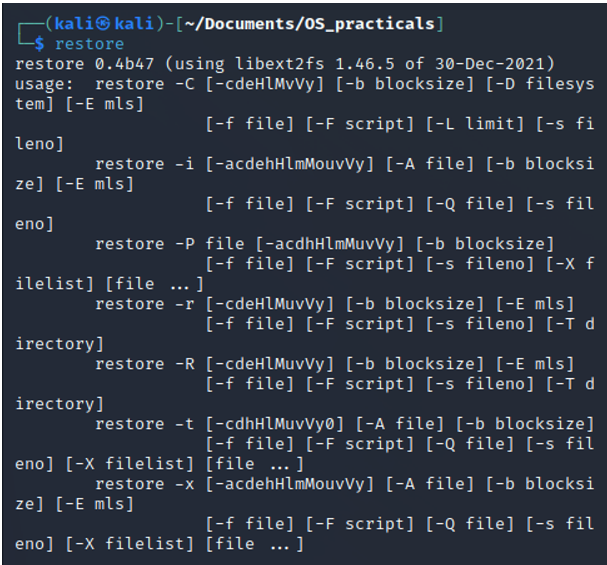 ┌──(kali㉿kali)-[~/Documents/OS_practicals]
└─$ restore
restore 0.4b47 (using libext2fs 1.46.5 of 30-Dec-2021)
usage:  restore -C [-cdeHlMvVy] [-b blocksize] [-D filesys
tem] [-E mls]
                   [-f file] [-F script] [-L limit] [-s fi
leno]
        restore -i [-acdehHlmMouvVy] [-A file] [-b blocksi
ze] [-E mls]
                   [-f file] [-F script] [-Q file] [-s fil
eno]
        restore -P file [-acdhHlmMuvVy] [-b blocksize]
                   [-f file] [-F script] [-s fileno] [-X f
ilelist] [file ...]
        restore -r [-cdeHlMuvVy] [-b blocksize] [-E mls]
                   [-f file] [-F script] [-s fileno] [-T d
irectory]
        restore -R [-cdeHlMuvVy] [-b blocksize] [-E mls]
                   [-f file] [-F script] [-s fileno] [-T d
irectory]
        restore -t [-cdhHlMuvVy0] [-A file] [-b blocksize]
                   [-f file] [-F script] [-Q file] [-s fil
eno] [-X filelist] [file ...]
        restore -x [-acdehHlmMouvVy] [-A file] [-b blocksi
ze] [-E mls]
                   [-f file] [-F script] [-Q file] [-s fil
eno] [-X filelist] [file ...]